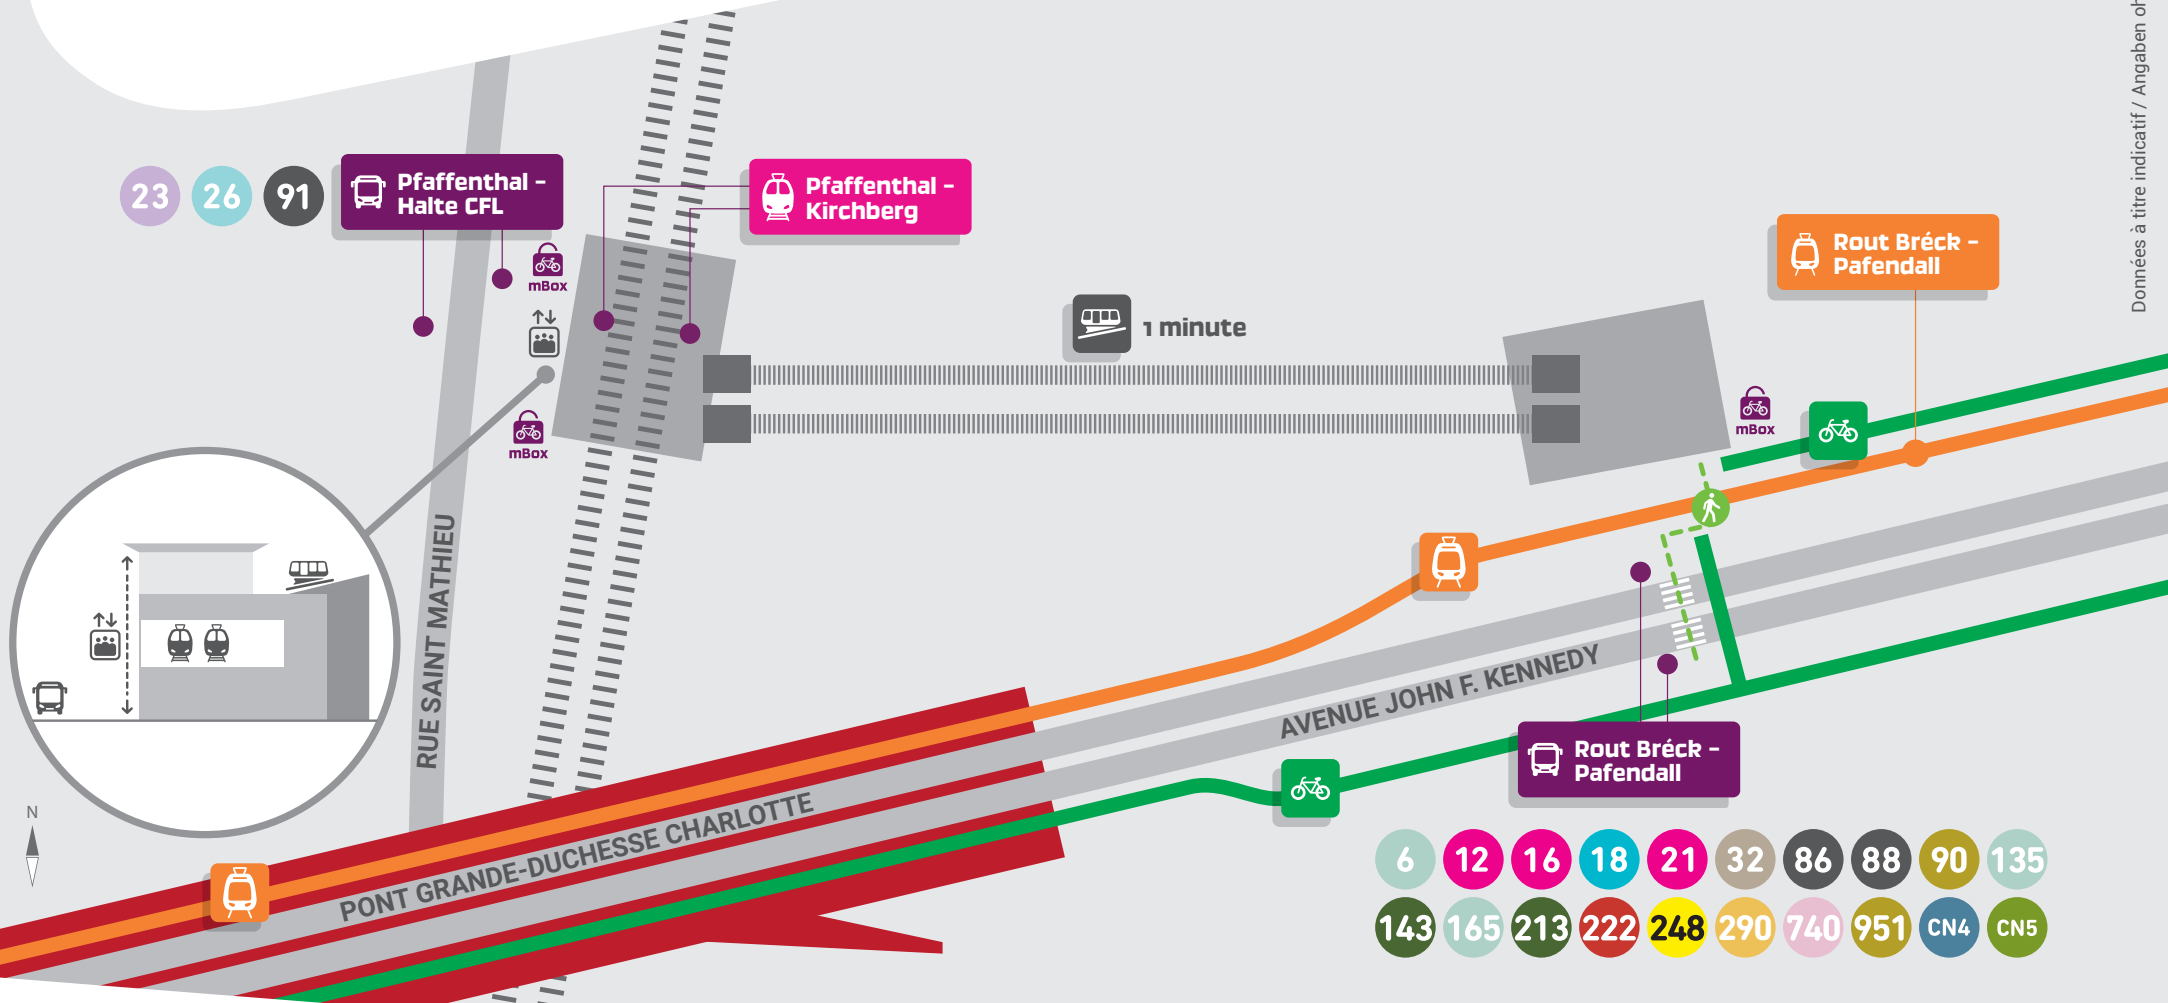 Données à titre indicatif / Angaben oh
23
26
91
Pfaffenthal -
Halte CFL
mBox
Pfaffenthal -
Kirchberg
Rout Bréck -
Pafendall
1 minute
mBox
mBox
RUE SAINT MATHIEU
AVENUE JOHN F. KENNEDY
PONT GRANDE-DUCHESSE CHARLOTTE
N
Rout Bréck -
Pafendall
6 12 16 18 21 32 86 88 90 135
143 165 213 222 248 290 740 951 CN4 CN5